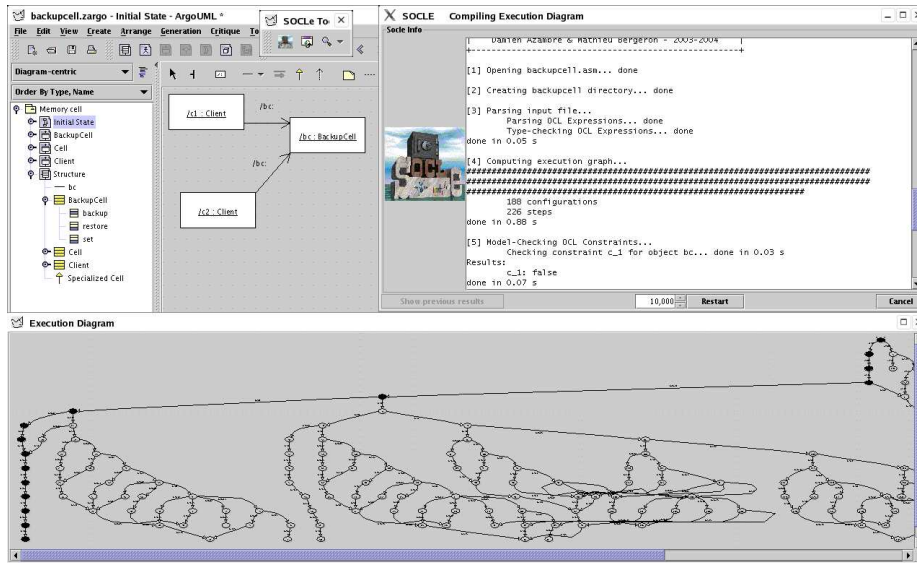 backupcell.zargo - Initial State - ArgoUML *
File Edit View Create Arrange Generation Critique To
Diagram-centric
Order By Type, Name
Memory cell
Initial State
BackupCell
Cell
Client
Structure
bc
BackupCell
backup
restore
set
Cell
Client
Specialized Cell
SOCLe To
/c1 : Client
/bc:
/bc : BackupCell
/bc:
/c2 : Client
SOCLE Compiling Execution Diagram
Socle Info
| Damien Azambre & Mathieu Bergeron - 2003-2004 |
[1] Opening backupcell.asm... done
[2] Creating backupcell directory... done
[3] Parsing input file...
Parsing OCL Expressions... done
Type-checking OCL Expressions... done
done in 0.05 s
[4] Computing execution graph...
188 configurations
226 steps
done in 0.88 s
[5] Model-Checking OCL Constraints...
Checking constraint c_1 for object bc... done in 0.03 s
Results:
c_1: false
done in 0.07 s
SOCLe
Show previous results 10,000 Restart Cancel
Execution Diagram